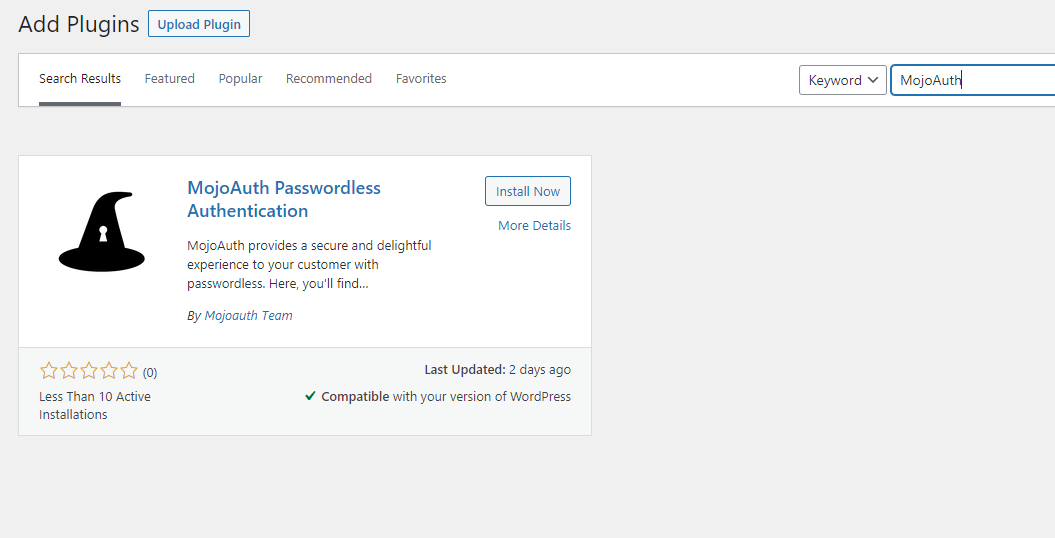 Add Plugins Upload Plugin
Search Results Featured Popular Recommended Favorites Keyword MojoAuth
MojoAuth Passwordless
Authentication
Install Now
More Details
MojoAuth provides a secure and delightful
experience to your customer with
passwordless. Here, you'll find...
By Mojoauth Team
(0)
Less Than 10 Active
Installations
Last Updated: 2 days ago
Compatible with your version of WordPress